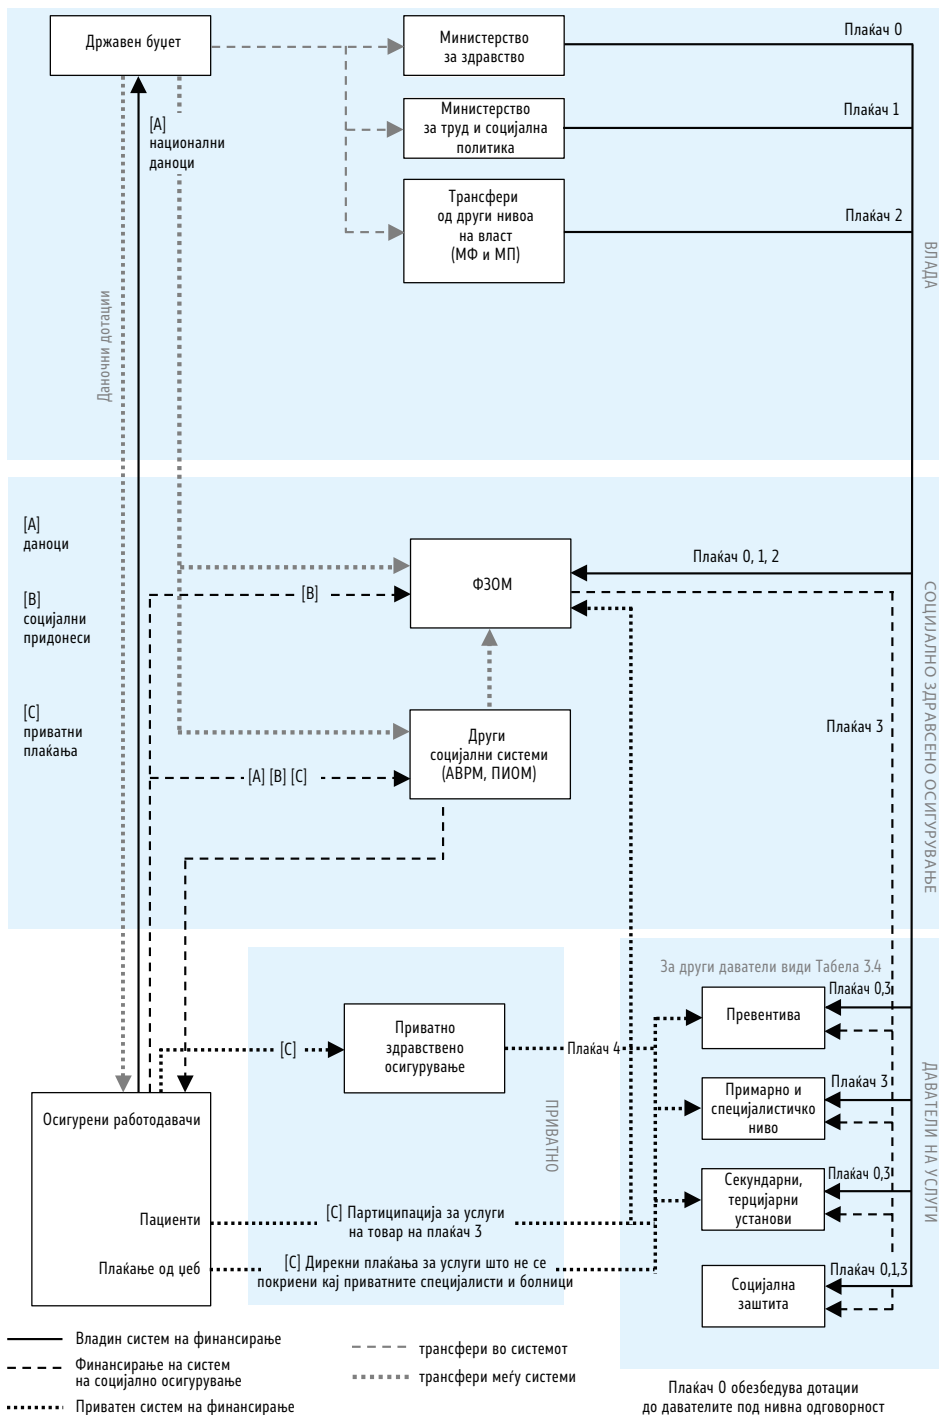 Државен буџет
Министерство
за здравство
Плаќач 0
[А]
национални
даноци
Министерство
за труд и социјална
политика
Плаќач 1
Трансфери
од други нивоа
на власт
(МФ и МП)
Плаќач 2
ВЛАДА
Даночни дотации
[А]
даноци
[В]
социјални
придонеси
[С]
приватни
плаќања
ФЗОМ
[В]
Плаќач 0, 1, 2
Плаќач 3
Други
социјални системи
(АВРМ, ПИОМ)
[А] [В] [С]
СОЦИЈАЛНО ЗДРАВСЕНО ОСИГУРУВАЊЕ
За други даватели види Табела 3.4
Приватно
здравствено
осигурување
[С]
Плаќач 4
Превентива
Плаќач 0,3
Примарно и
специјалистичко
ниво
Плаќач 3
Секундарни,
терцијарни
установи
Плаќач 0,3
Социјална
заштита
Плаќач 0,1,3
ПРИВАТНО
ДАВАТЕЛИ НА УСЛУГИ
Осигурени работодавачи
Пациенти
Плаќање од џеб
[С] Партиципација за услуги
на товар на плаќач 3
[С] Дирекни плаќања за услуги што не се
покриени кај приватните специјалисти и болници
Владин систем на финансирање
Финансирање на систем
на социјално осигурување
Приватен систем на финансирање
трансфери во системот
трансфери меѓу системи
Плаќач 0 обезбедува дотации
до давателите под нивна одговорност